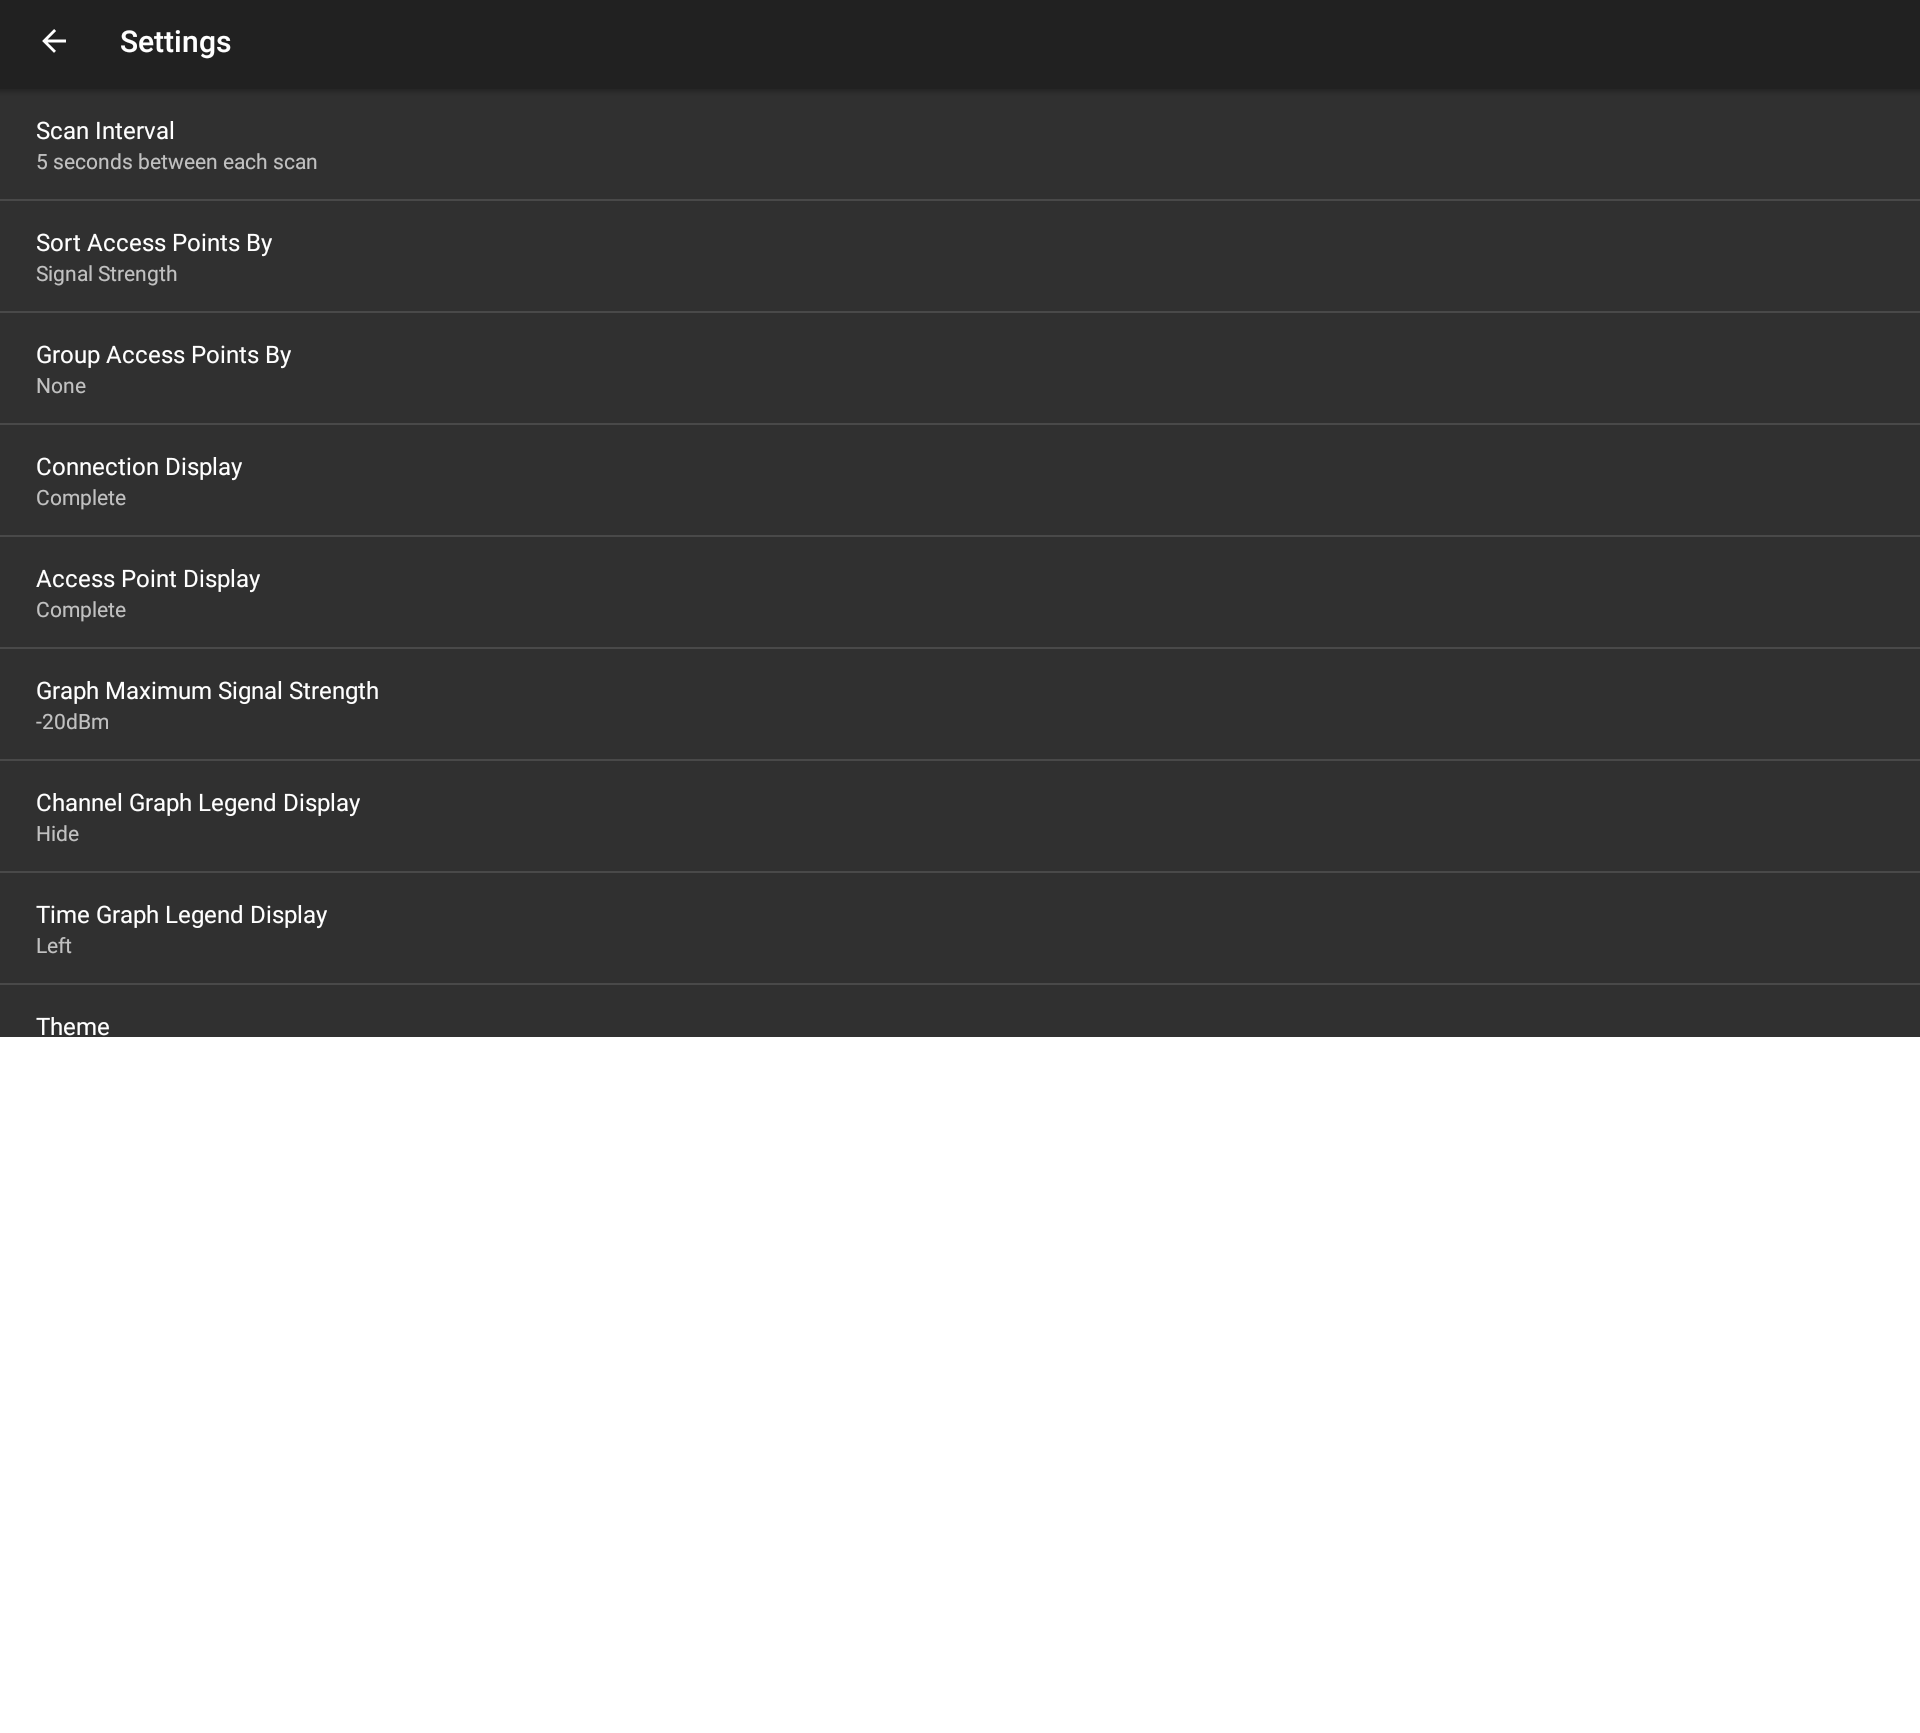 Settings
Scan Interval
5 seconds between each scan
Sort Access Points By
Signal Strength
Group Access Points By
None
Connection Display
Complete
Access Point Display
Complete
Graph Maximum Signal Strength
-20dBm
Channel Graph Legend Display
Hide
Time Graph Legend Display
Left
Theme